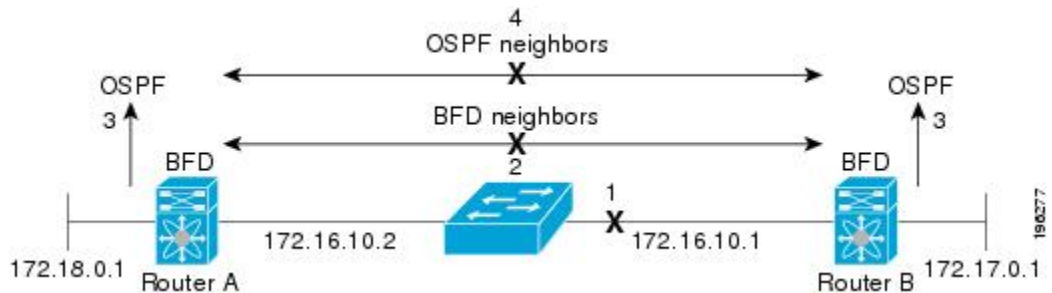 4
OSPF neighbors
X
OSPF
OSPF
3
BFD neighbors
3
X
BFD
2
BFD
1
X
172.16.10.2
172.16.10.1
172.18.0.1
Router A
Router B
172.17.0.1
196277